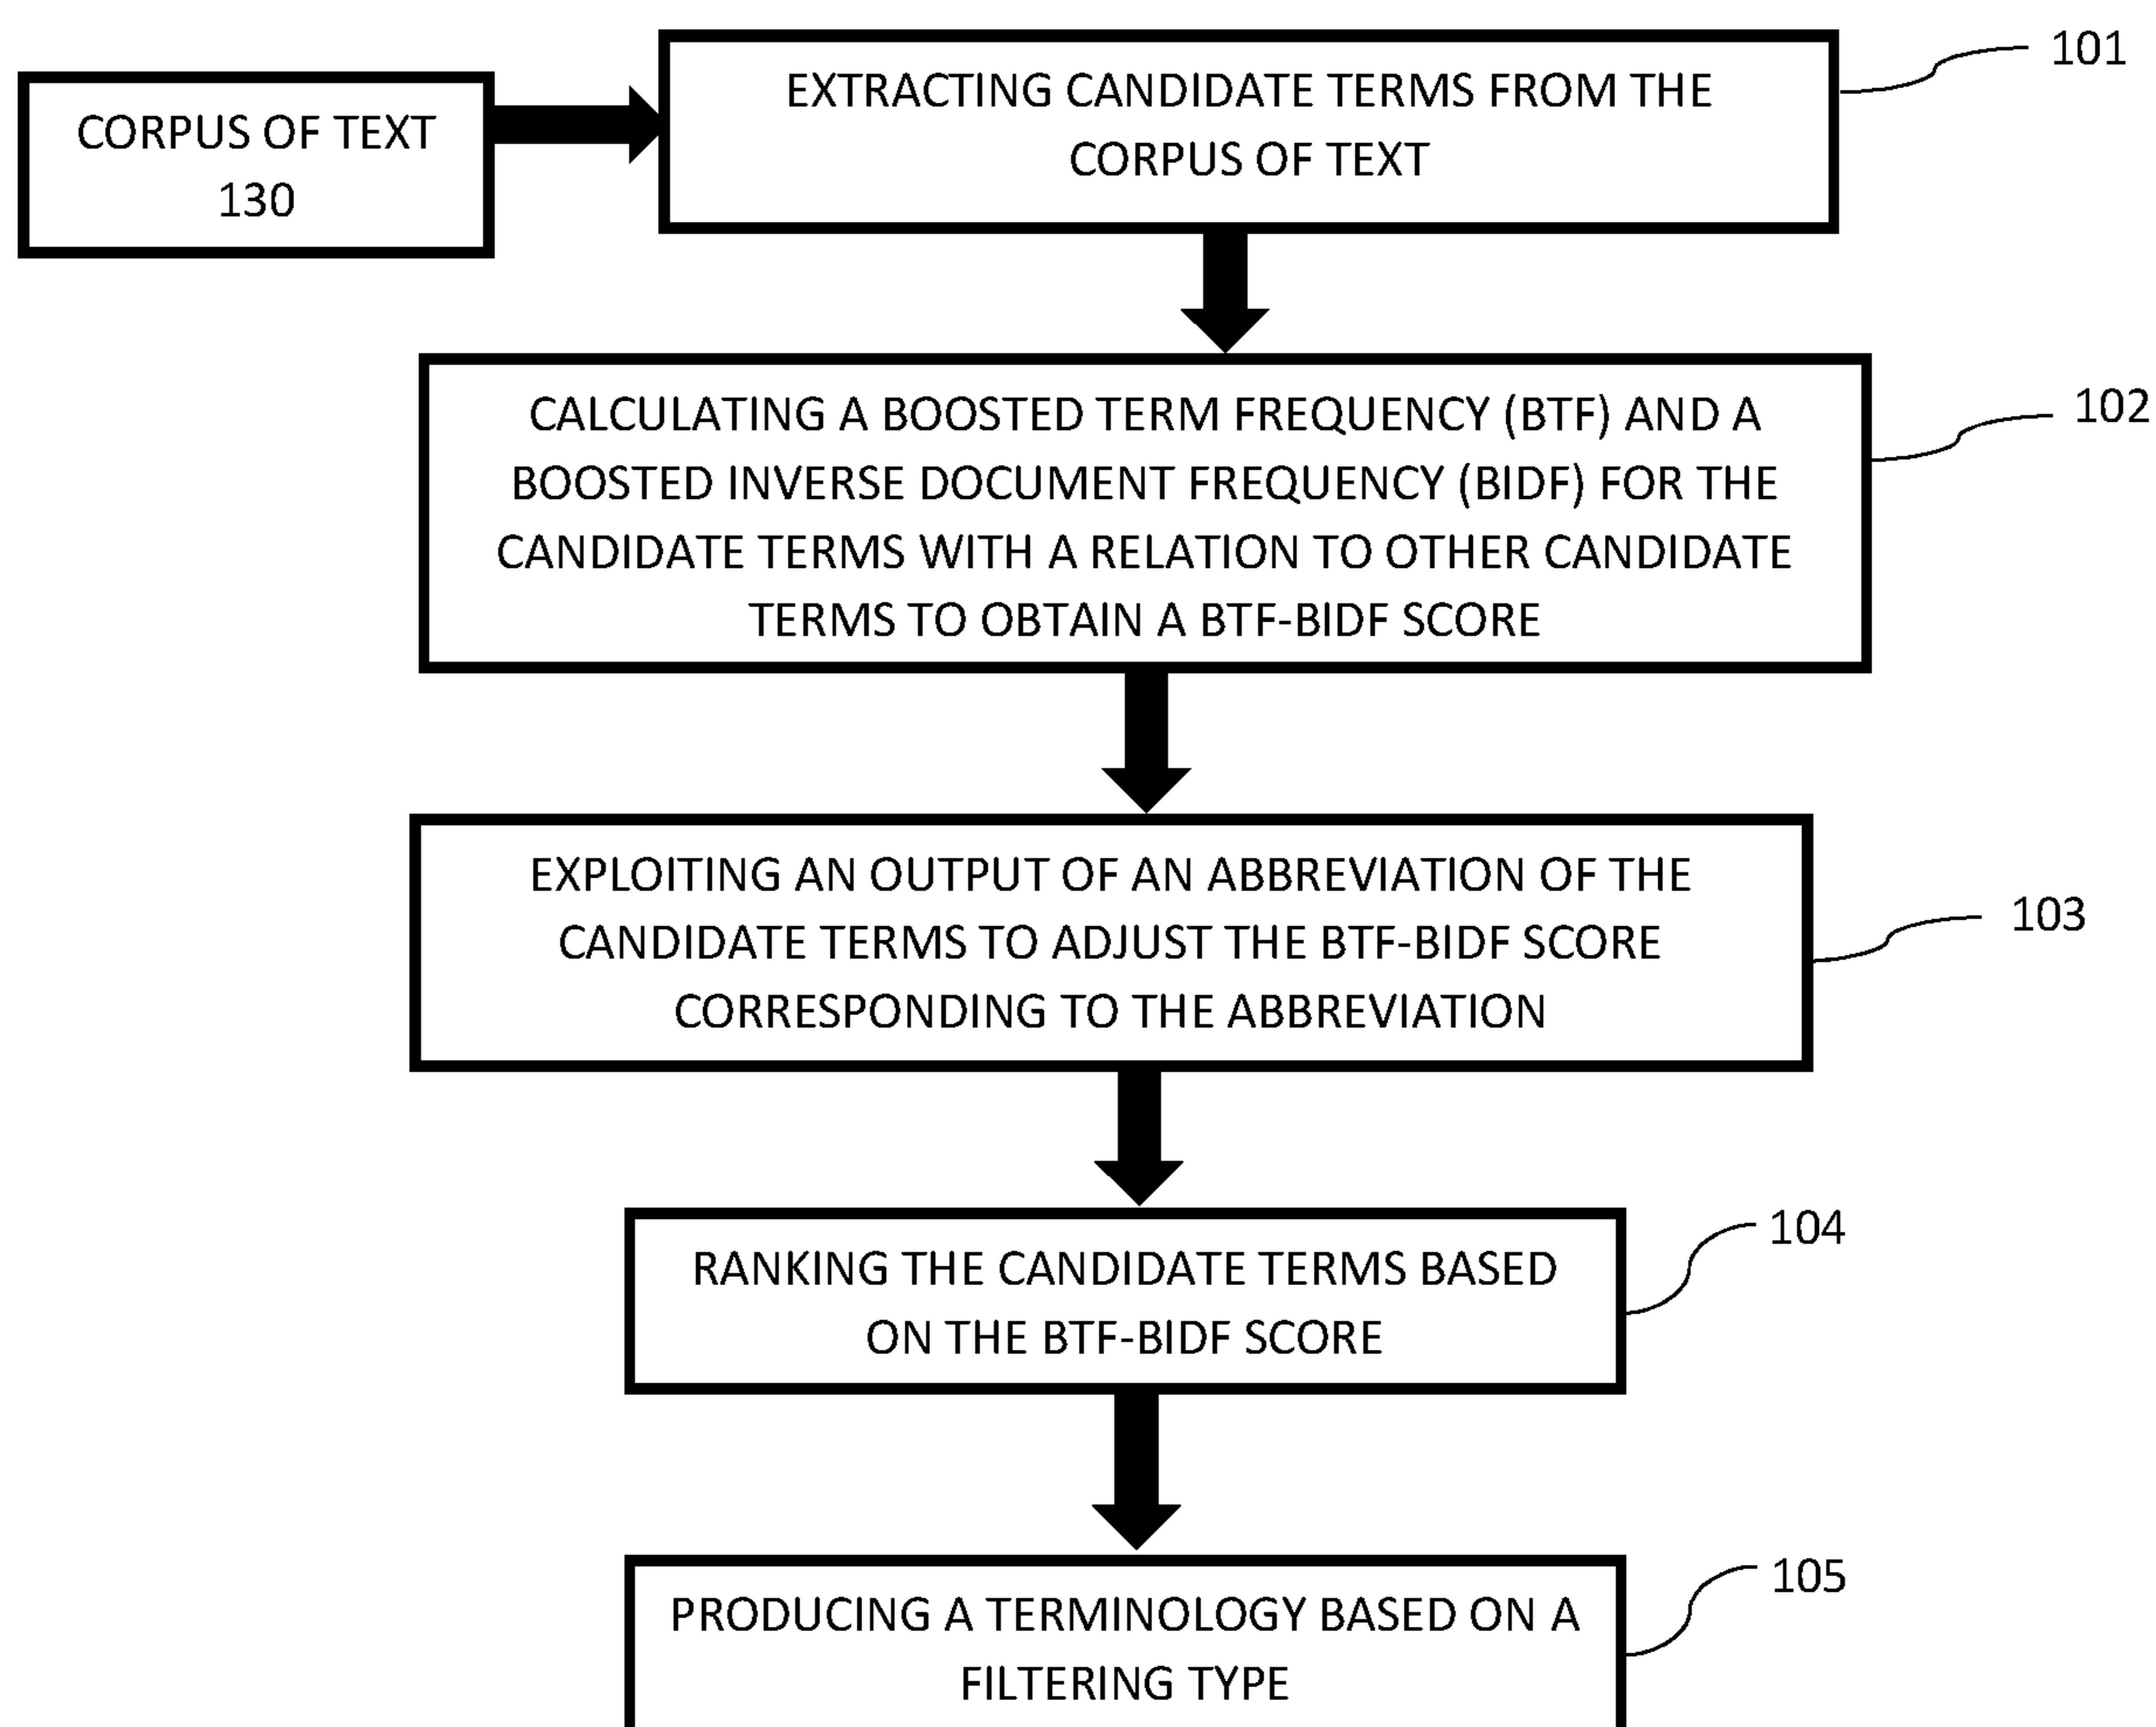 CORPUS OF TEXT
130
EXTRACTING CANDIDATE TERMS FROM THE
CORPUS OF TEXT
101
CALCULATING A BOOSTED TERM FREQUENCY (BTF) AND A
BOOSTED INVERSE DOCUMENT FREQUENCY (BIDF) FOR THE
CANDIDATE TERMS WITH A RELATION TO OTHER CANDIDATE
TERMS TO OBTAIN A BTF-BIDF SCORE
102
EXPLOITING AN OUTPUT OF AN ABBREVIATION OF THE
CANDIDATE TERMS TO ADJUST THE BTF-BIDF SCORE
CORRESPONDING TO THE ABBREVIATION
103
RANKING THE CANDIDATE TERMS BASED
ON THE BTF-BIDF SCORE
104
PRODUCING A TERMINOLOGY BASED ON A
FILTERING TYPE
105